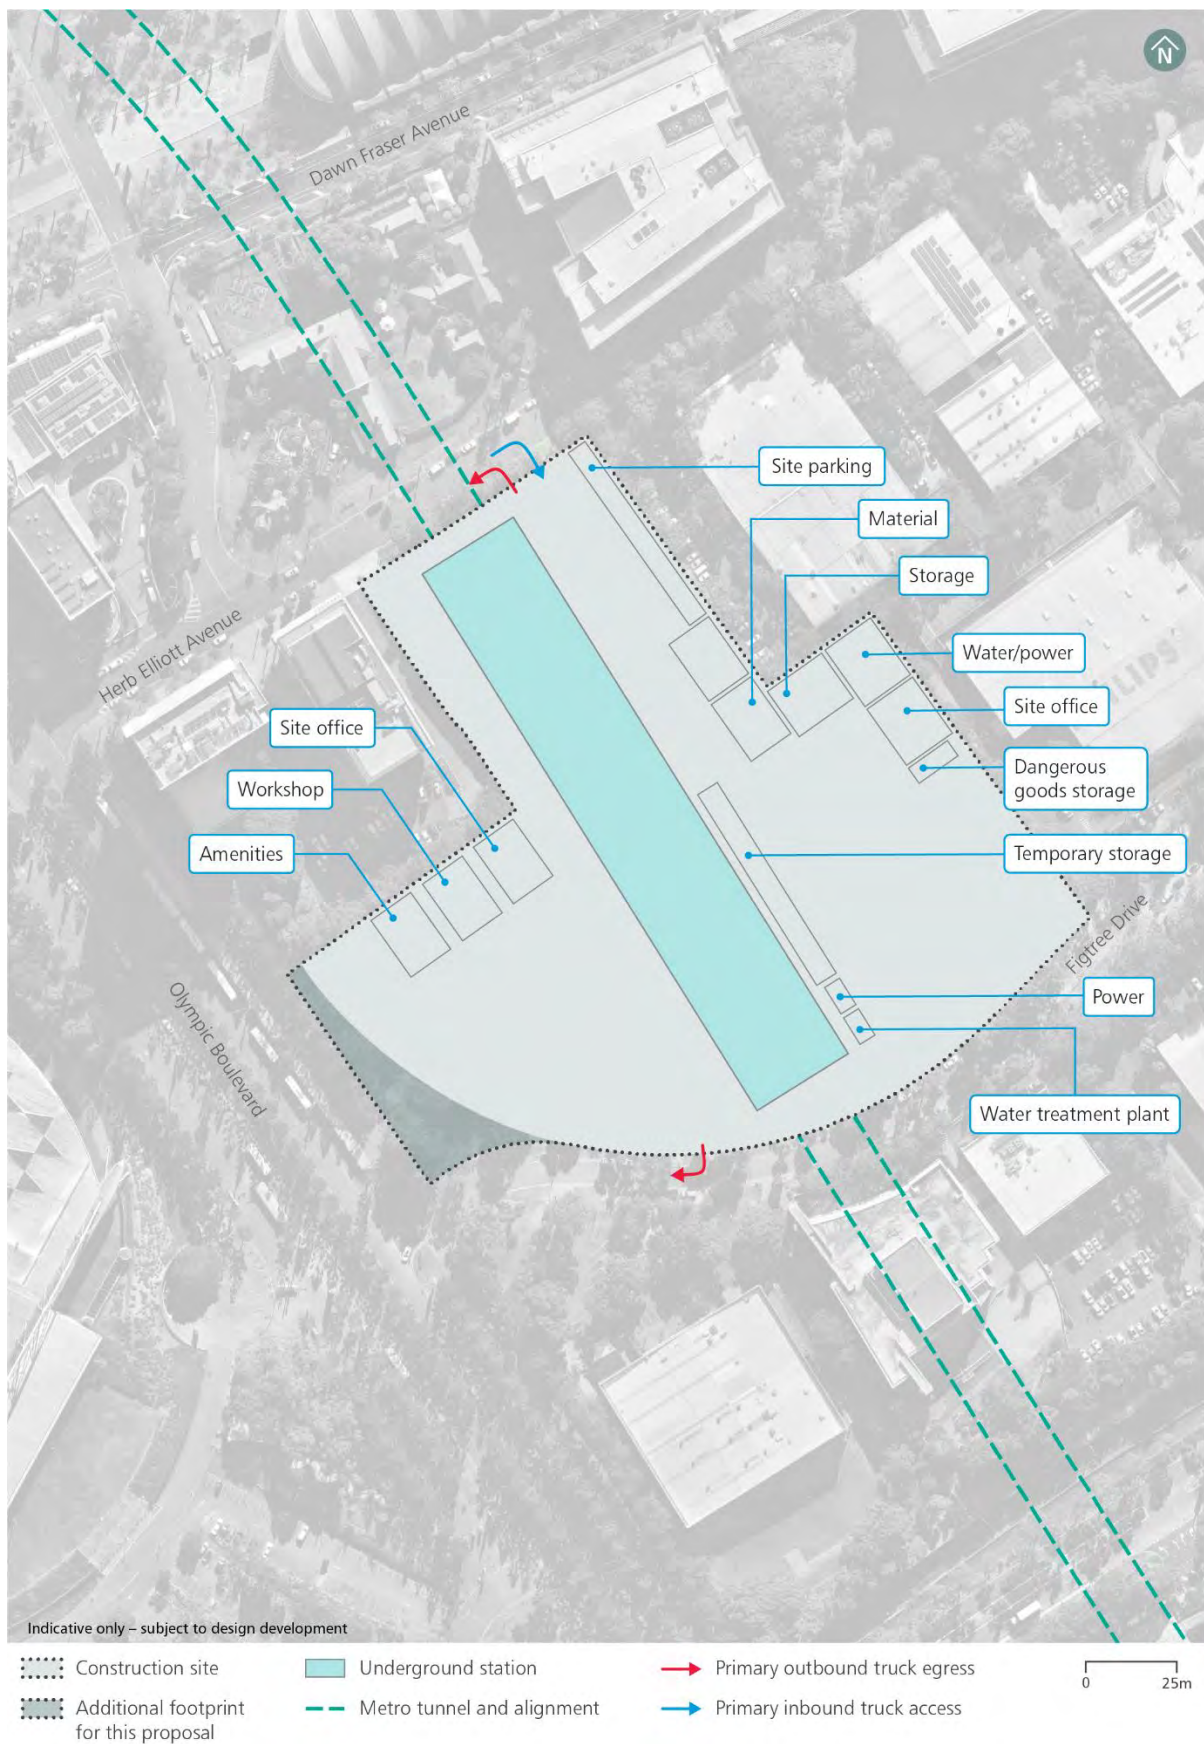 N
Dawn Fraser Avenue
Site parking
Material
Storage
Water/power
Herb Elliott Avenue
Site office
Site office
Dangerous
goods storage
Workshop
Amenities
Temporary storage
Figtree Drive
Olympic Boulevard
Power
Water treatment plant
Indicative only – subject to design development
Construction site
Underground station
Primary outbound truck egress
0
25m
Additional footprint
for this proposal
Metro tunnel and alignment
Primary inbound truck access